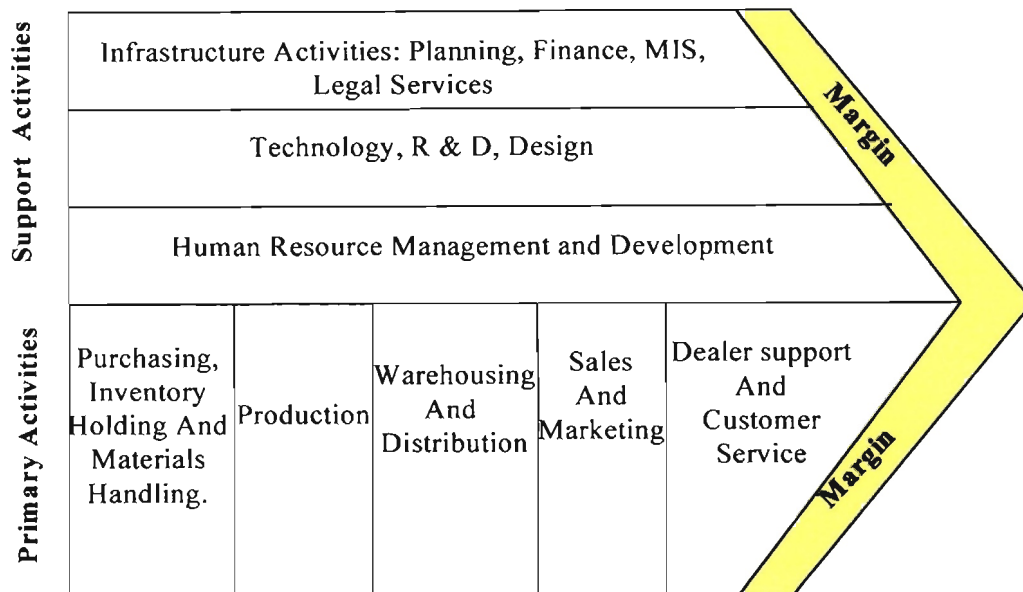 Support Activities
Infrastructure Activities: Planning, Finance, MIS,
Legal Services
Technology, R & D, Design
Human Resource Management and Development
Margin
Primary Activities
Purchasing,
Inventory
Holding And
Materials
Handling.
Production
Warehousing
And
Distribution
Sales
And
Marketing
Dealer support
And
Customer
Service
Margin